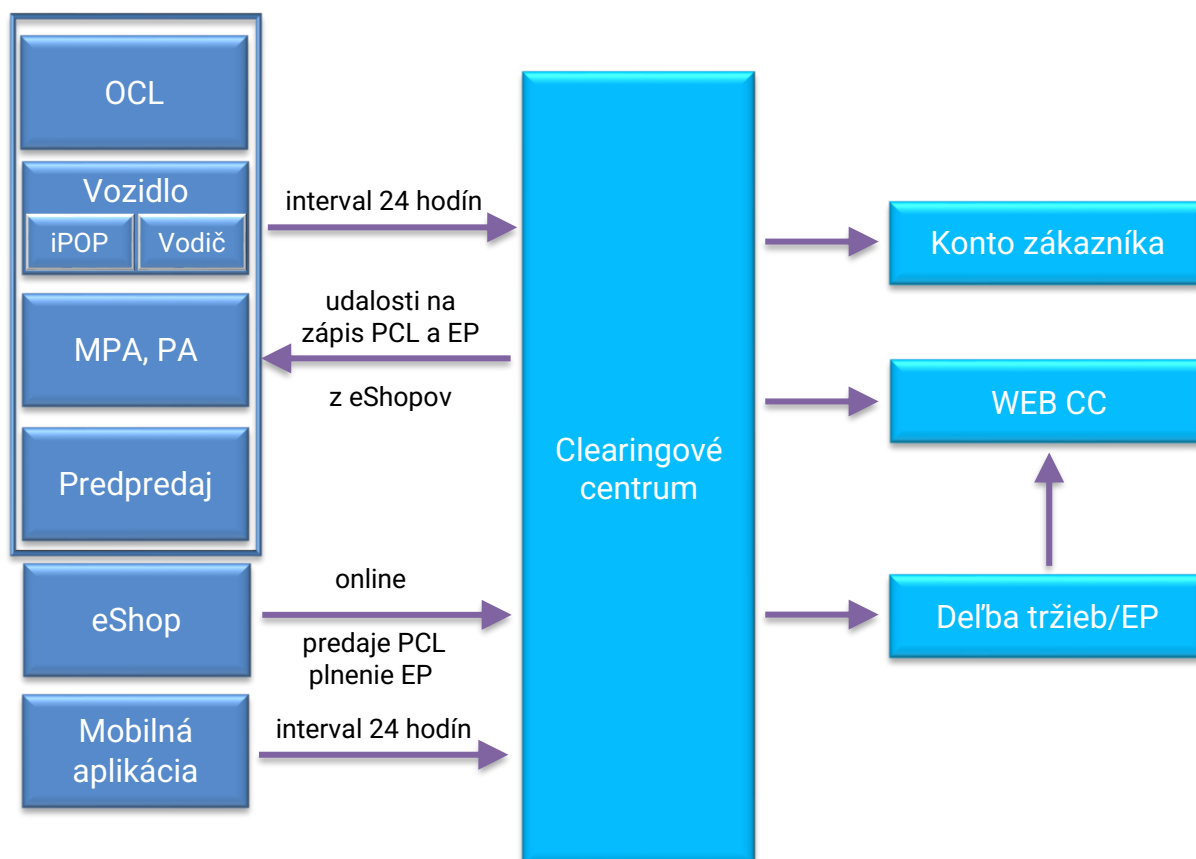 OCL
Vozidlo
iPOP
Vodič
MPA, PA
Predpredaj
eShop
Mobilná
aplikácia
interval 24 hodín
udalosti na
zápis PCL a EP
z eShopov
online
predaje PCL
plnenie EP
interval 24 hodín
Clearingové
centrum
Konto zákazníka
WEB CC
Deľba tržieb/EP